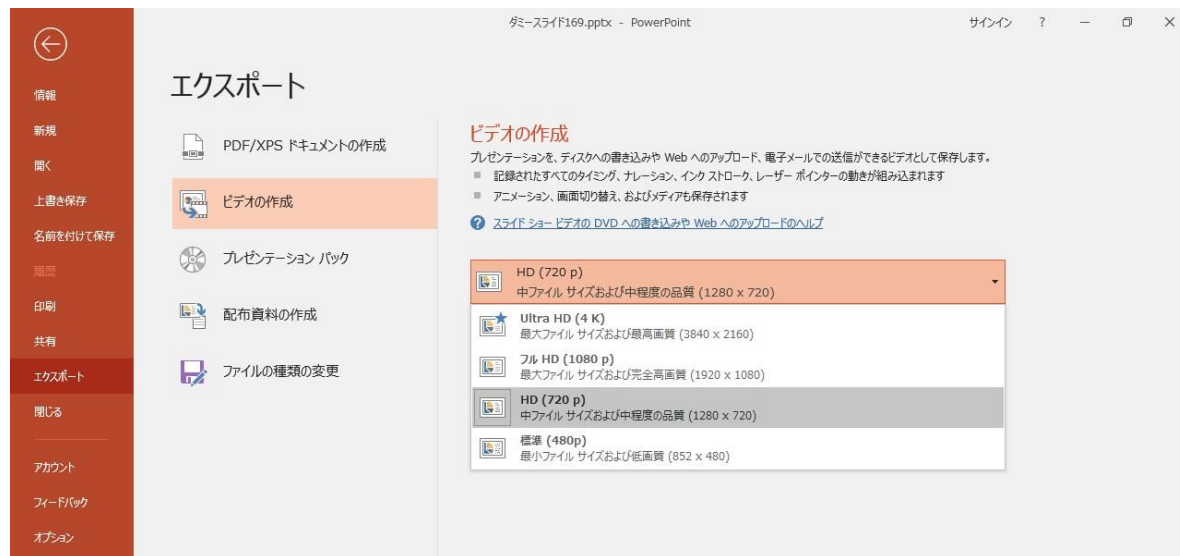 ダミースライド169.pptx - PowerPoint
サインイン ?
情報
新規
開く
上書き保存
名前を付けて保存
履歴
印刷
共有
エクスポート
閉じる
アカウント
フィードバック
オプション
エクスポート
PDF/XPS ドキュメントの作成
ビデオの作成
プレゼンテーション パック
配布資料の作成
ファイルの種類の変更
ビデオの作成
プレゼンテーションを、ディスクへの書き込みや Web へのアップロード、電子メールでの送信ができるビデオとして保存します。
記録されたすべてのタイミング、ナレーション、インク ストローク、レーザー ポインターの動きが組み込まれます
アニメーション、画面切り替え、およびメディアも保存されます
スライド ショー ビデオの DVD への書き込みや Web へのアップロードのヘルプ
HD (720 p)
中ファイル サイズおよび中程度の品質 (1280 x 720)
Ultra HD (4 K)
最大ファイル サイズおよび最高画質 (3840 x 2160)
フル HD (1080 p)
最大ファイル サイズおよび完全高画質 (1920 x 1080)
HD (720 p)
中ファイル サイズおよび中程度の品質 (1280 x 720)
標準 (480p)
最小ファイル サイズおよび低画質 (852 x 480)